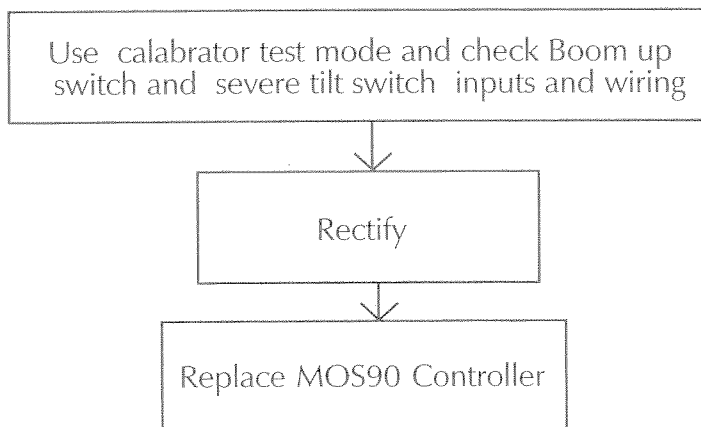 Use calabrator test mode and check Boom up
switch and severe tilt switch inputs and wiring
Rectify
Replace MOS90 Controller